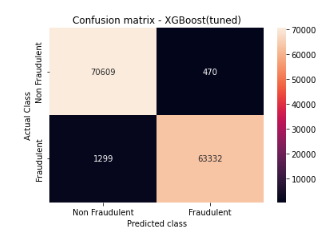 Confusion matrix - XGBoost(tuned)
Actual Class
Non Fraudulent
Fraudulent
70609 470
1299 63332
Non Fraudulent Fraudulent
Predicted class
70000
60000
50000
40000
30000
20000
10000